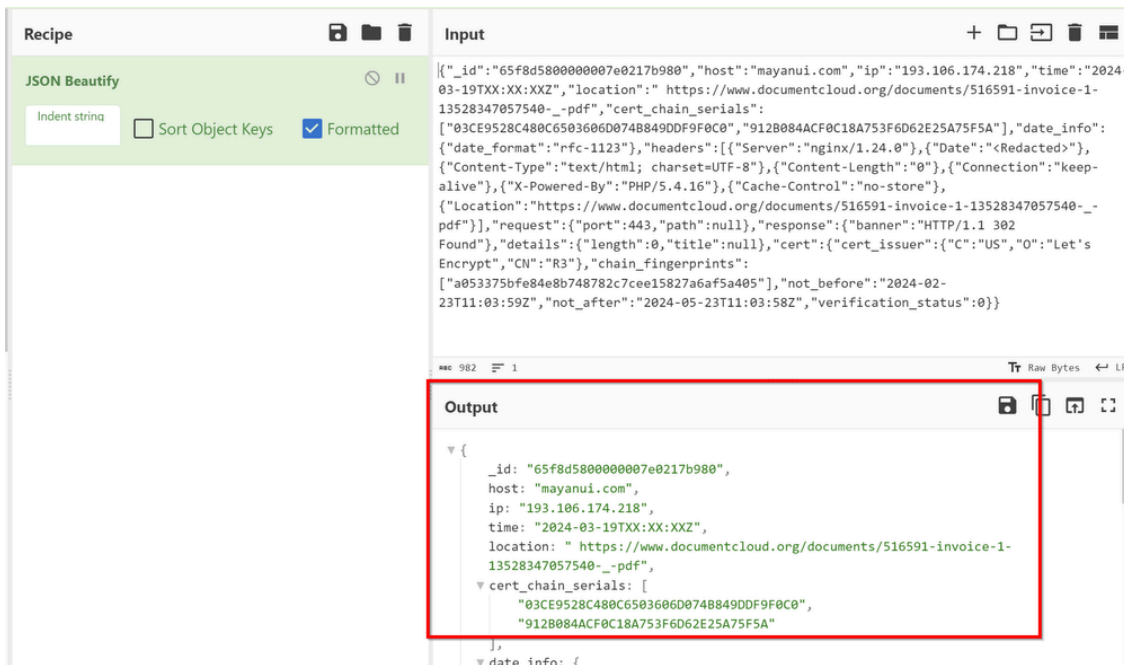 Recipe
JSON Beautify
Indent string
Sort Object Keys
Formatted
Input
{"_id":"65f8d5800000007e0217b980","host":"mayanui.com","ip":"193.106.174.218","time":"2024-
03-19TXX:XX:XXZ","location":" https://www.documentcloud.org/documents/516591-invoice-1-
13528347057540-_-pdf","cert_chain_serials":
["03CE9528C480C6503606D074B849DDF9F0C0","912B084ACF0C18A753F6D62E25A75F5A"],"date_info":
{"date_format":"rfc-1123"},"headers":[{"Server":"nginx/1.24.0"},{"Date":"<Redacted>"},
{"Content-Type":"text/html; charset=UTF-8"},{"Content-Length":"0"},{"Connection":"keep-
alive"},{"X-Powered-By":"PHP/5.4.16"},{"Cache-Control":"no-store"},
{"Location":"https://www.documentcloud.org/documents/516591-invoice-1-13528347057540-_-
pdf"}],"request":{"port":443,"path":null},"response":{"banner":"HTTP/1.1 302
Found"},"details":{"length":0,"title":null},"cert":{"cert_issuer":{"C":"US","O":"Let's
Encrypt","CN":"R3"},"chain_fingerprints":
["a053375bfe84e8b748782c7cee15827a6af5a405"],"not_before":"2024-02-
23T11:03:59Z","not_after":"2024-05-23T11:03:58Z","verification_status":0}}
ABC 982 1
Tт Raw Bytes
Output
{
_id: "65f8d5800000007e0217b980",
host: "mayanui.com",
ip: "193.106.174.218",
time: "2024-03-19TXX:XX:XXZ",
location: " https://www.documentcloud.org/documents/516591-invoice-1-
13528347057540-_-pdf",
cert_chain_serials: [
"03CE9528C480C6503606D074B849DDF9F0C0",
"912B084ACF0C18A753F6D62E25A75F5A"
],
date_info: {